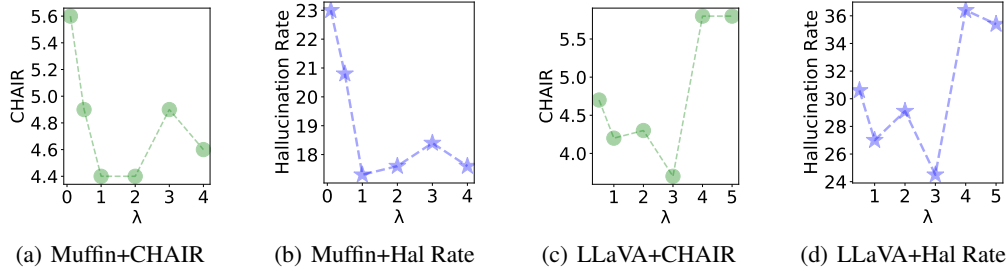 5.6
5.4
5.2
5.0
4.8
4.6
4.4
CHAIR
0 1 2 3 4
λ
(a) Muffin+CHAIR
23
22
21
20
19
18
Hallucination Rate
0 1 2 3 4
λ
(b) Muffin+Hal Rate
5.5
5.0
4.5
4.0
CHAIR
1 2 3 4 5
λ
(c) LLaVA+CHAIR
36
34
32
30
28
26
24
Hallucination Rate
1 2 3 4 5
λ
(d) LLaVA+Hal Rate